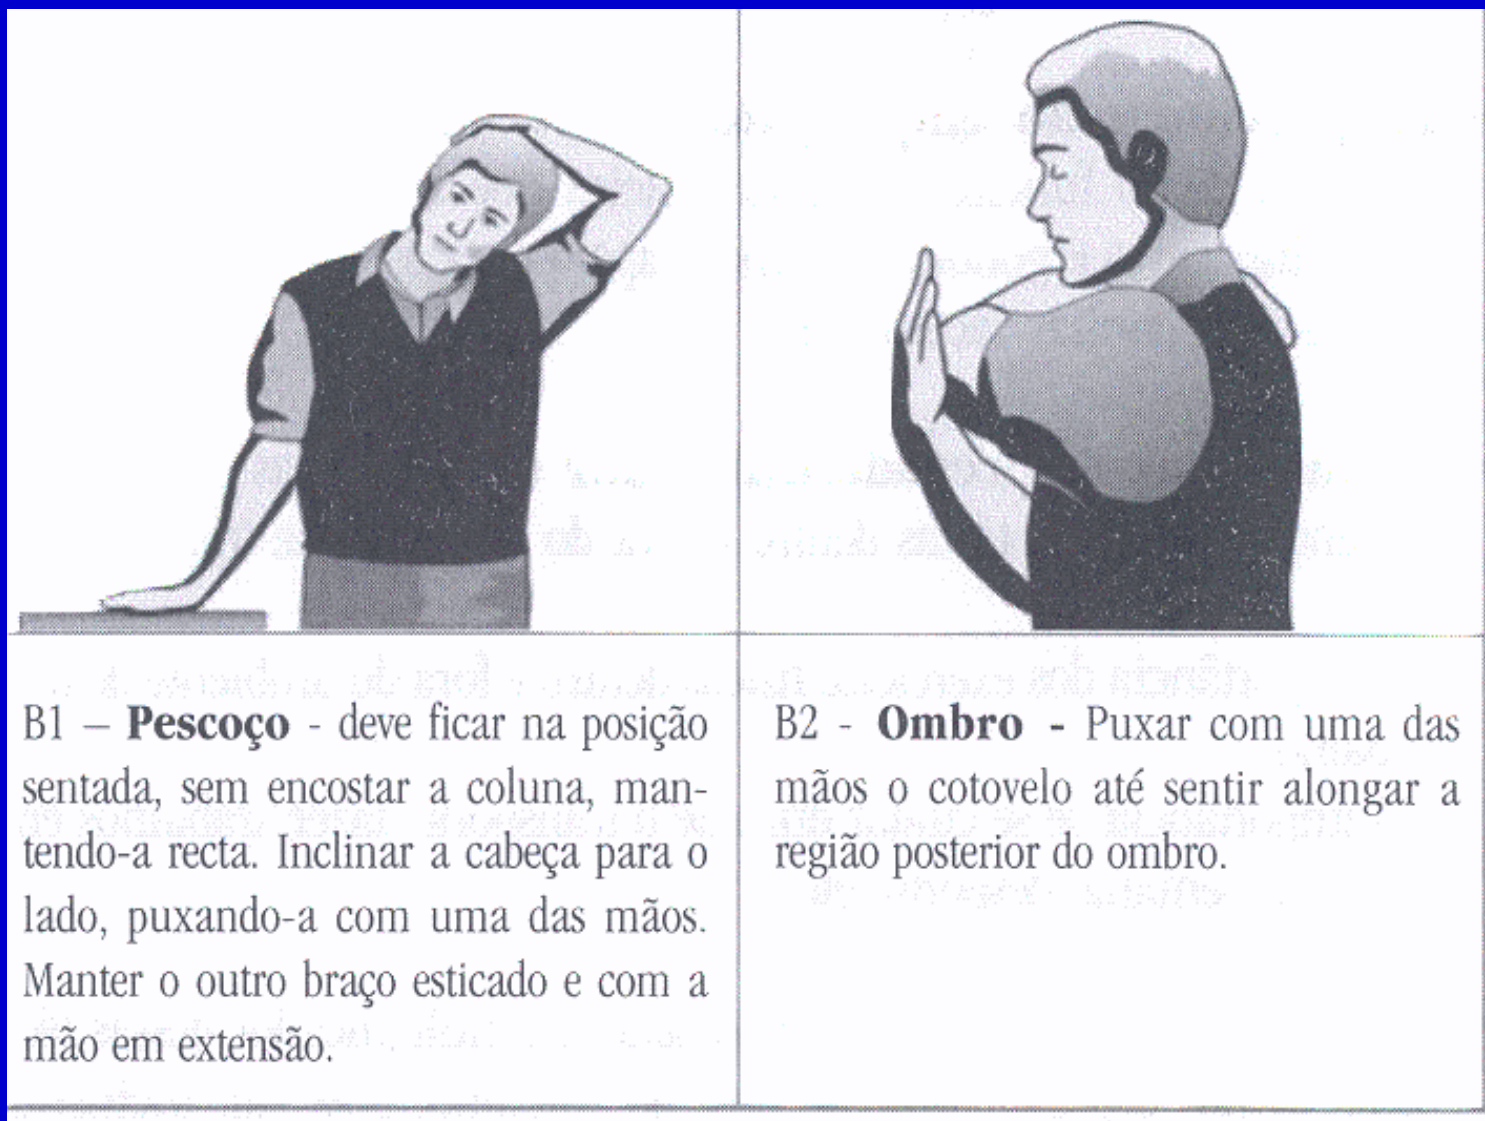 B1 – Pescoço - deve ficar na posição
sentada, sem encostar a coluna, man-
tendo-a recta. Inclinar a cabeça para o
lado, puxando-a com uma das mãos.
Manter o outro braço esticado e com a
mão em extensão.
B2 - Ombro - Puxar com uma das
mãos o cotovelo até sentir alongar a
região posterior do ombro.